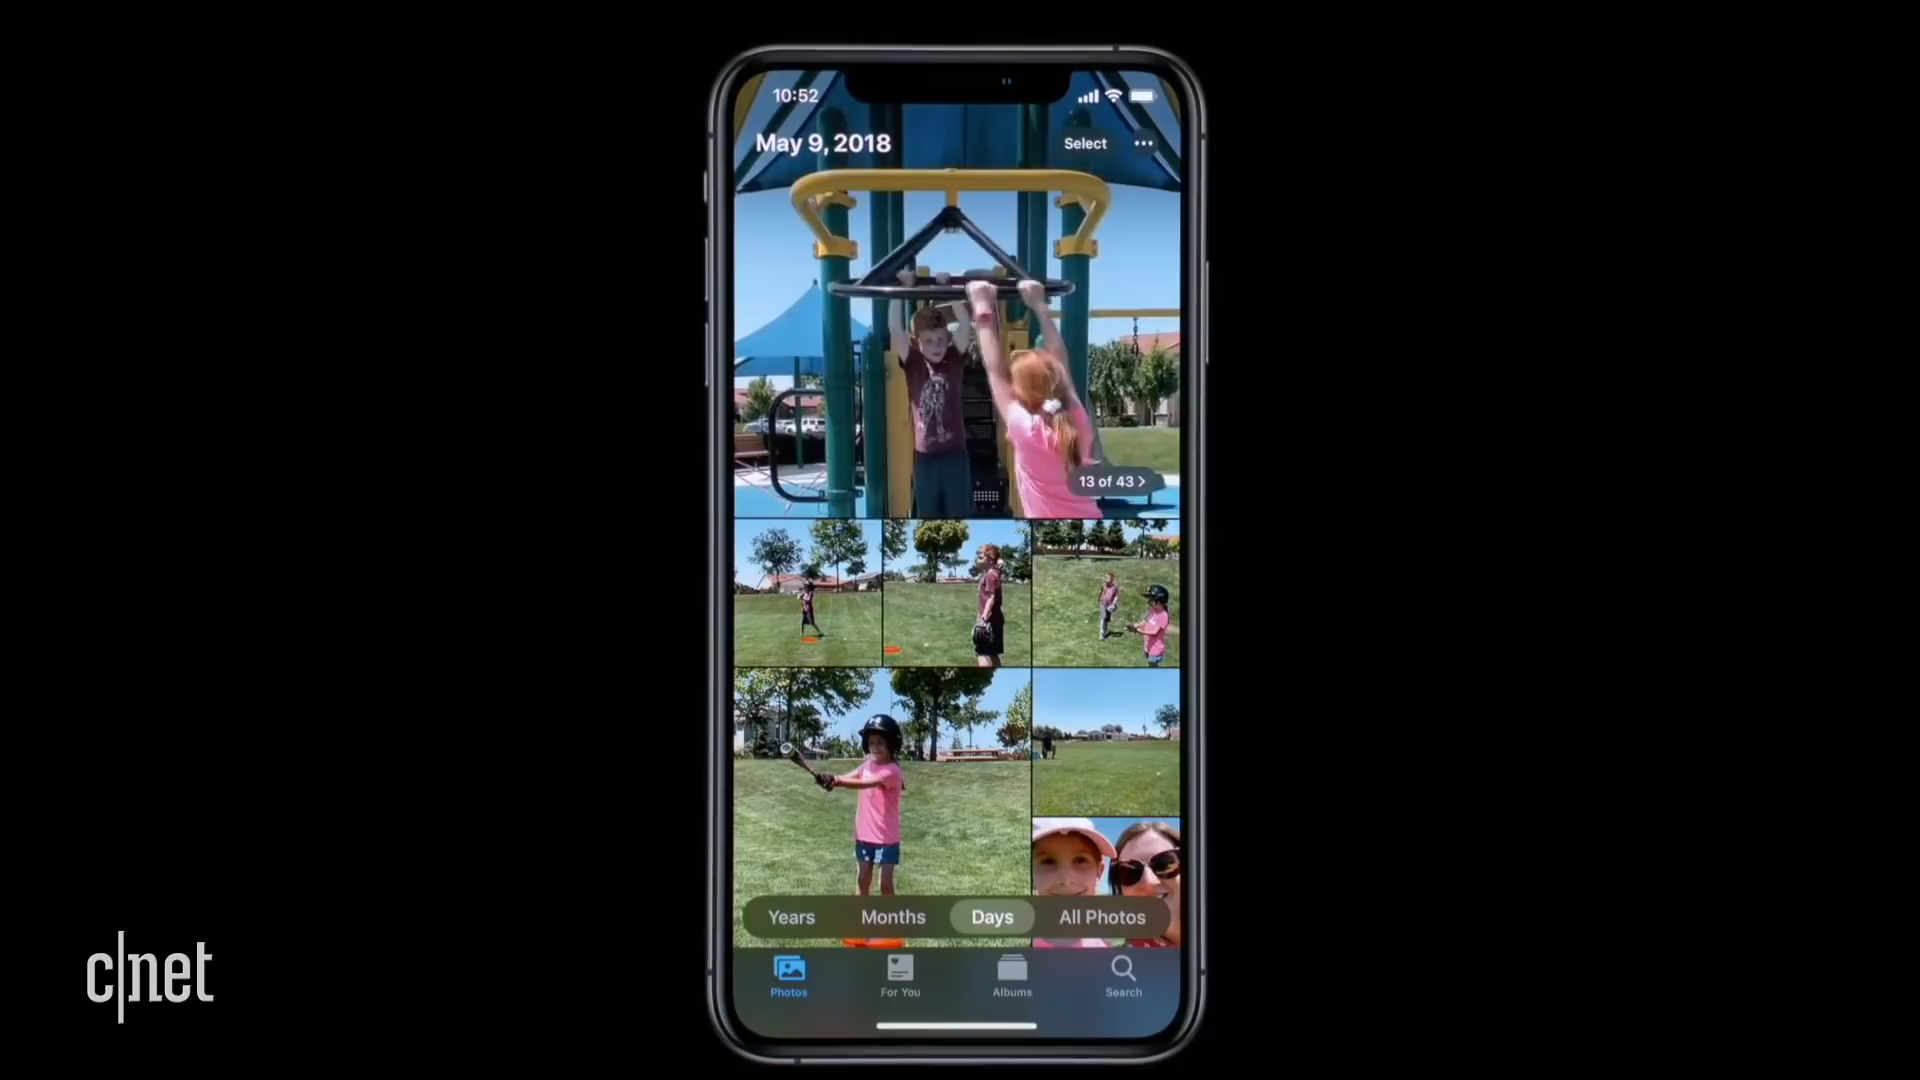 10:52
May 9, 2018
Select
13 of 43
Years
Months
Days
All Photos
Photos
For You
Albums
Search
c|net